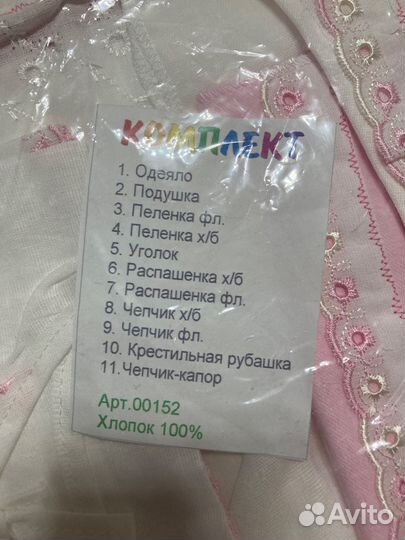 КОМПЛЕКТ
1. Одеяло
2. Подушка
3. Пеленка фл.
4. Пеленка х/б
5. Уголок
6. Распашенка х/б
7. Распашенка фл.
8. Чепчик х/б
9. Чепчик фл.
10. Крестильная рубашка
11.Чепчик-капор
Арт.00152
Хлопок 100%
Avito